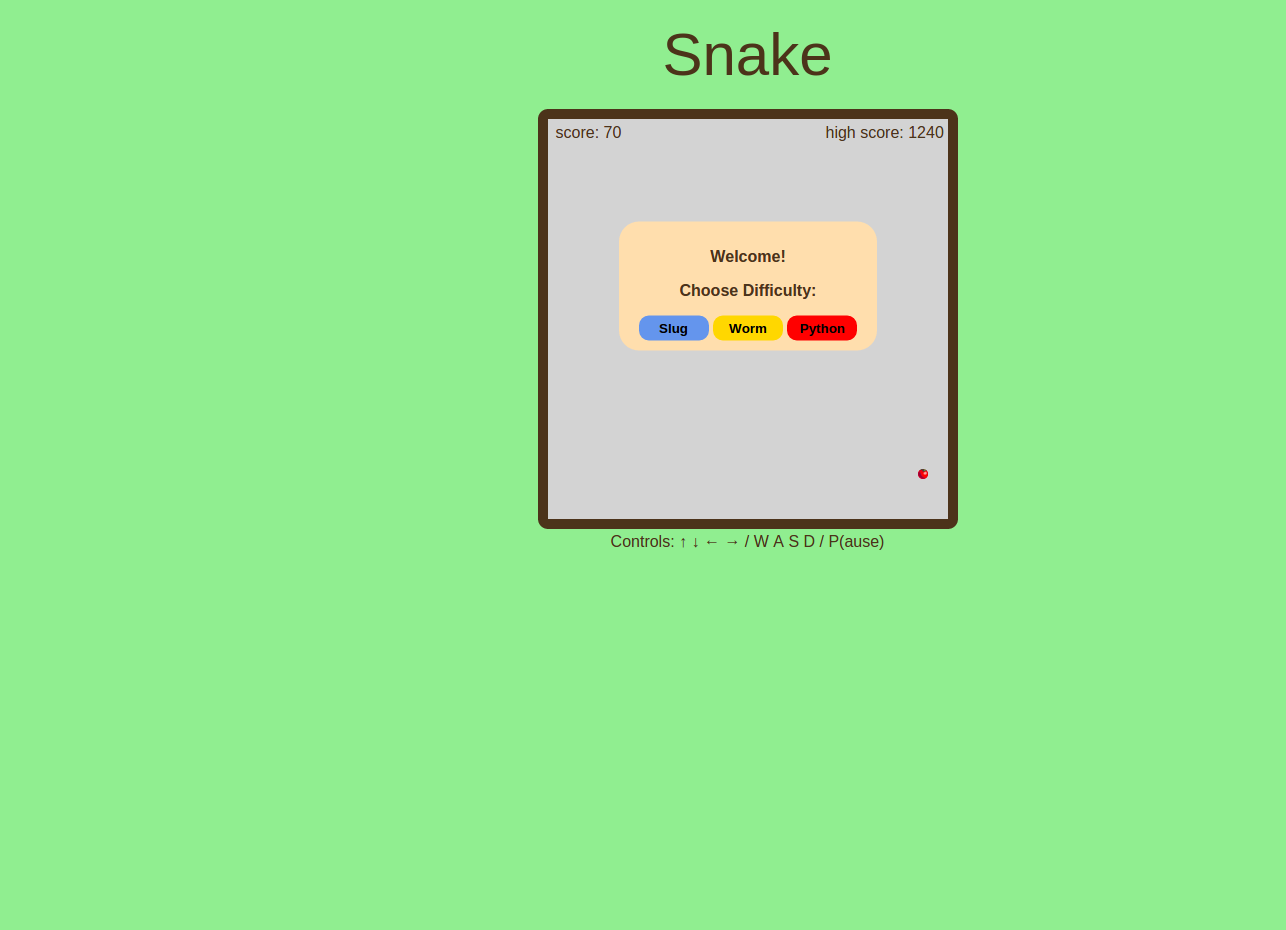 Snake
score: 70 high score: 1240
Welcome!
Choose Difficulty:
Slug Worm Python
Controls: ↑ ↓ ← → / W A S D / P(ause)